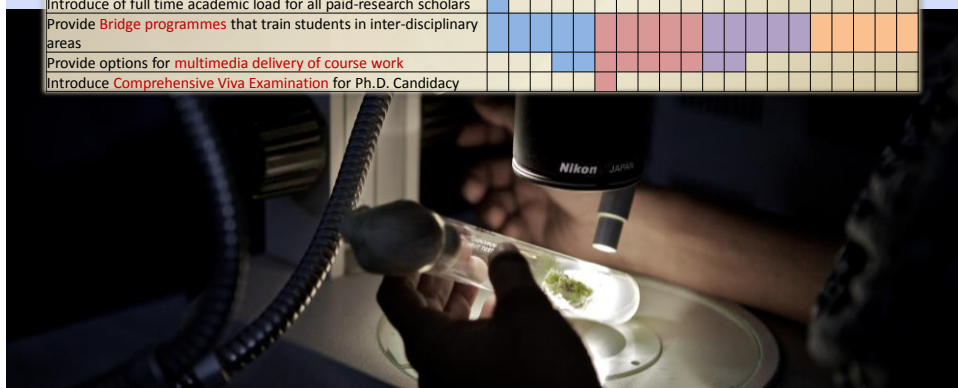 Introduce of full time academic load for all paid-research scholars
Provide Bridge programmes that train students in inter-disciplinary
areas
Provide options for multimedia delivery of course work
Introduce Comprehensive Viva Examination for Ph.D. Candidacy
Nikon JAPAN